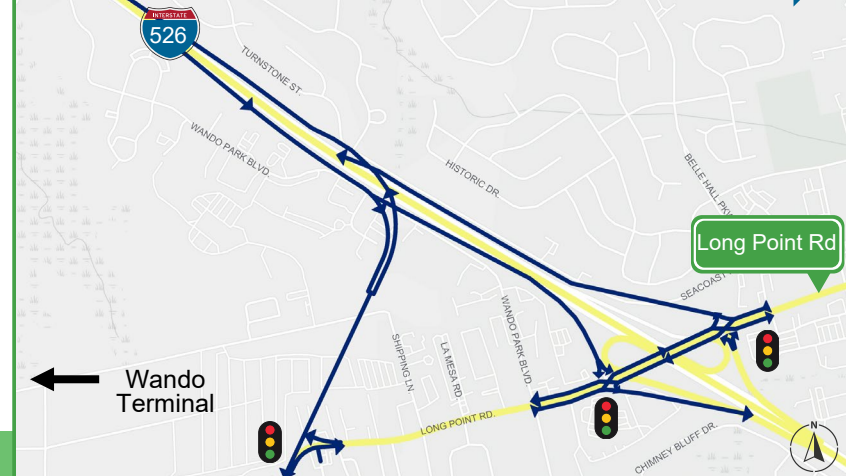 INTERSTATE
526
TURNSTONE ST.
WANDO PARK BLVD.
HISTORIC DR.
BELLE HALL PK
Long Point Rd
SEACOAST
WANDO PARK BLVD.
SHIPPING LN.
LA MESA RD.
Wando
Terminal
LONG POINT RD.
CHIMNEY BLUFF DR.
N